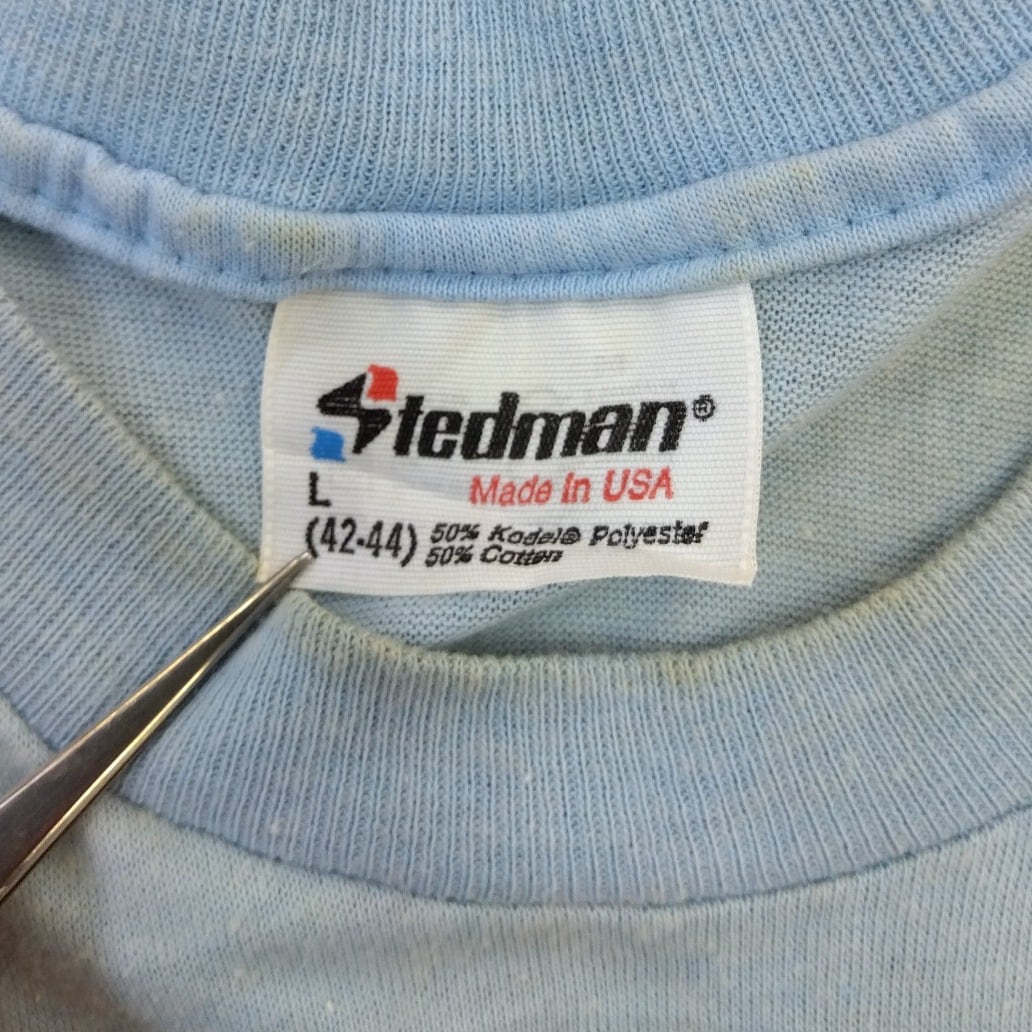 Stedman®
Made In USA
L
(42-44)
50% Kodel® Polyester
50% Cotton